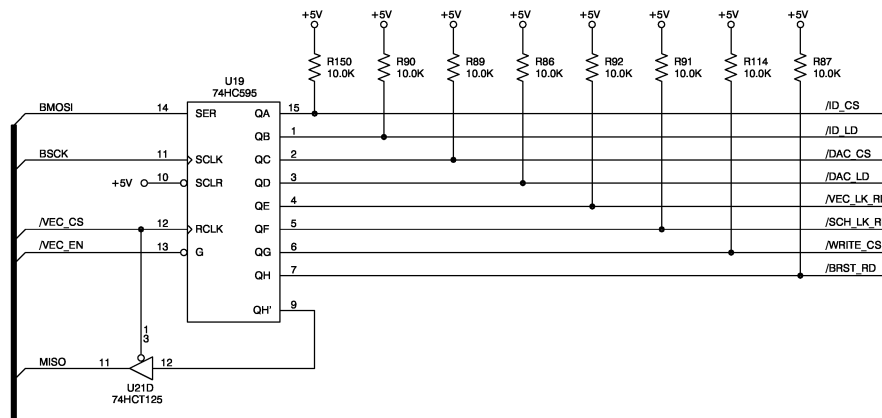 +5V +5V +5V +5V +5V +5V +5V +5V
R150 10.0K
R90 10.0K
R89 10.0K
R86 10.0K
R92 10.0K
R91 10.0K
R114 10.0K
R87 10.0K
U19
74HC595
BMOSI 14 SER QA 15 /ID_CS
QB 1 /ID_LD
BSCK 11 SCLK QC 2 /DAC_CS
+5V 10 SCLR QD 3 /DAC_LD
QE 4 /VEC_LK_R
/VEC_CS 12 RCLK QF 5 /SCH_LK_R
/VEC_EN 13 G QG 6 /WRITE_CS
QH 7 /BRST_RD
QH' 9
1
3
MISO 11 12
U21D
74HCT125